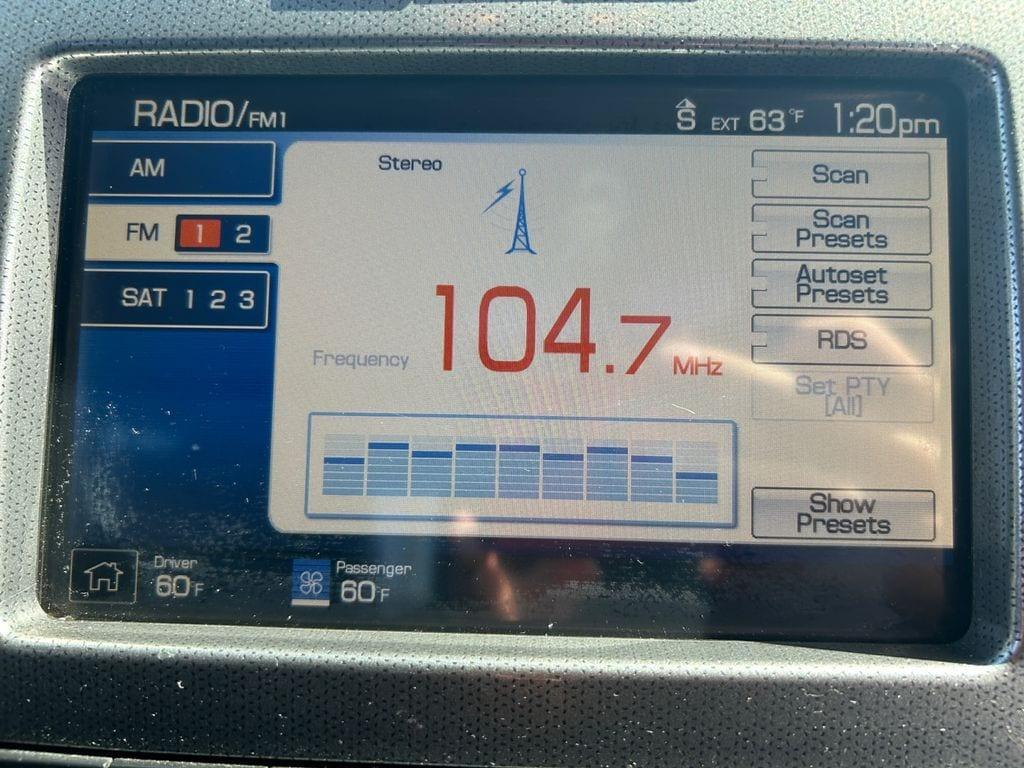 RADIO/FM1
S EXT 63°F 1:20pm
AM
FM 1 2
SAT 1 2 3
Stereo
Frequency 104.7 MHz
Scan
Scan
Presets
Autoset
Presets
RDS
Set PTY
[All]
Show
Presets
Driver
60°F
Passenger
60°F